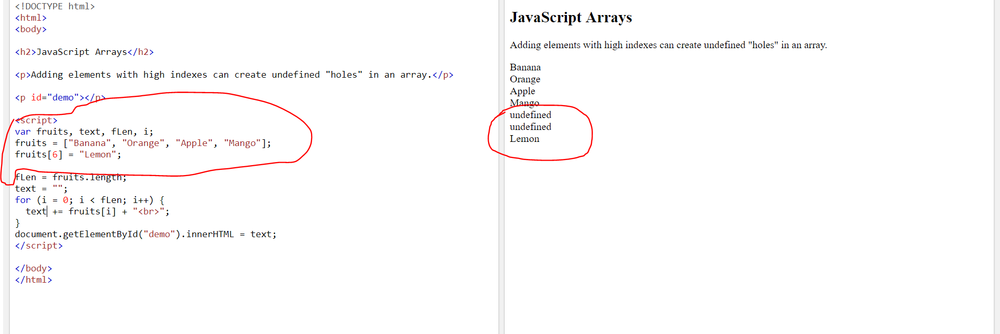 <!DOCTYPE html>
<html>
<body>
<h2>JavaScript Arrays</h2>
<p>Adding elements with high indexes can create undefined "holes" in an array.</p>
<p id="demo"></p>
<script>
var fruits, text, fLen, i;
fruits = ["Banana", "Orange", "Apple", "Mango"];
fruits[6] = "Lemon";
fLen = fruits.length;
text = "";
for (i = 0; i < fLen; i++) {
  text += fruits[i] + "<br>";
}
document.getElementById("demo").innerHTML = text;
</script>
</body>
</html>
JavaScript Arrays
Adding elements with high indexes can create undefined "holes" in an array.
Banana
Orange
Apple
Mango
undefined
undefined
Lemon